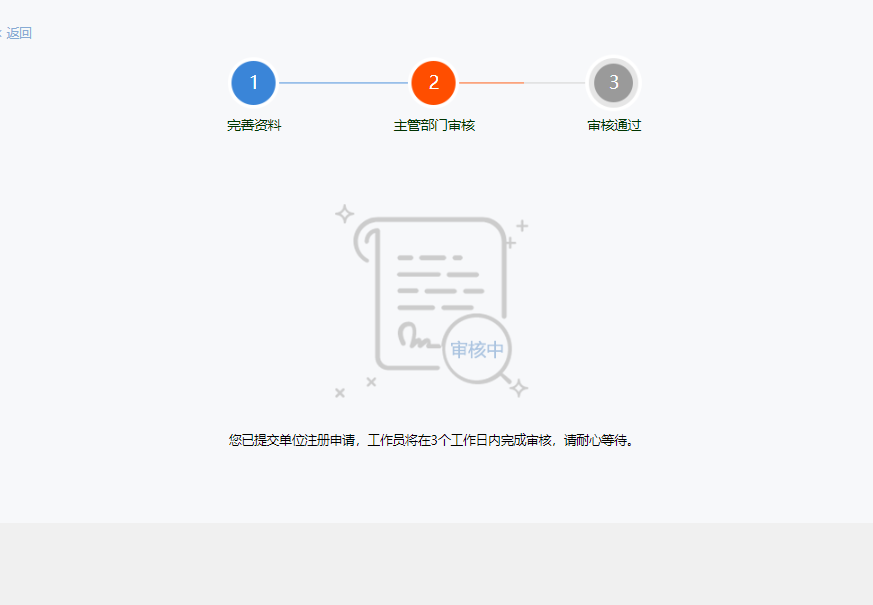 返回
1
2
3
完善资料
主管部门审核
审核通过
审核中
您已提交单位注册申请，工作员将在3个工作日内完成审核，请耐心等待。